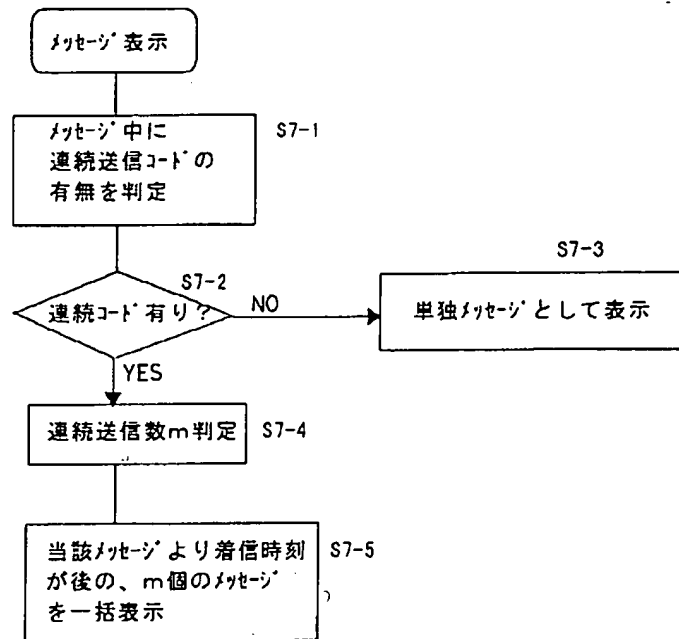 メッセージ表示
メッセージ中に
連続送信コードの
有無を判定
S7-1
S7-2
連続コード有り?
NO
S7-3
単独メッセージとして表示
YES
連続送信数m判定
S7-4
当該メッセージより着信時刻
が後の、m個のメッセージ
を一括表示
S7-5